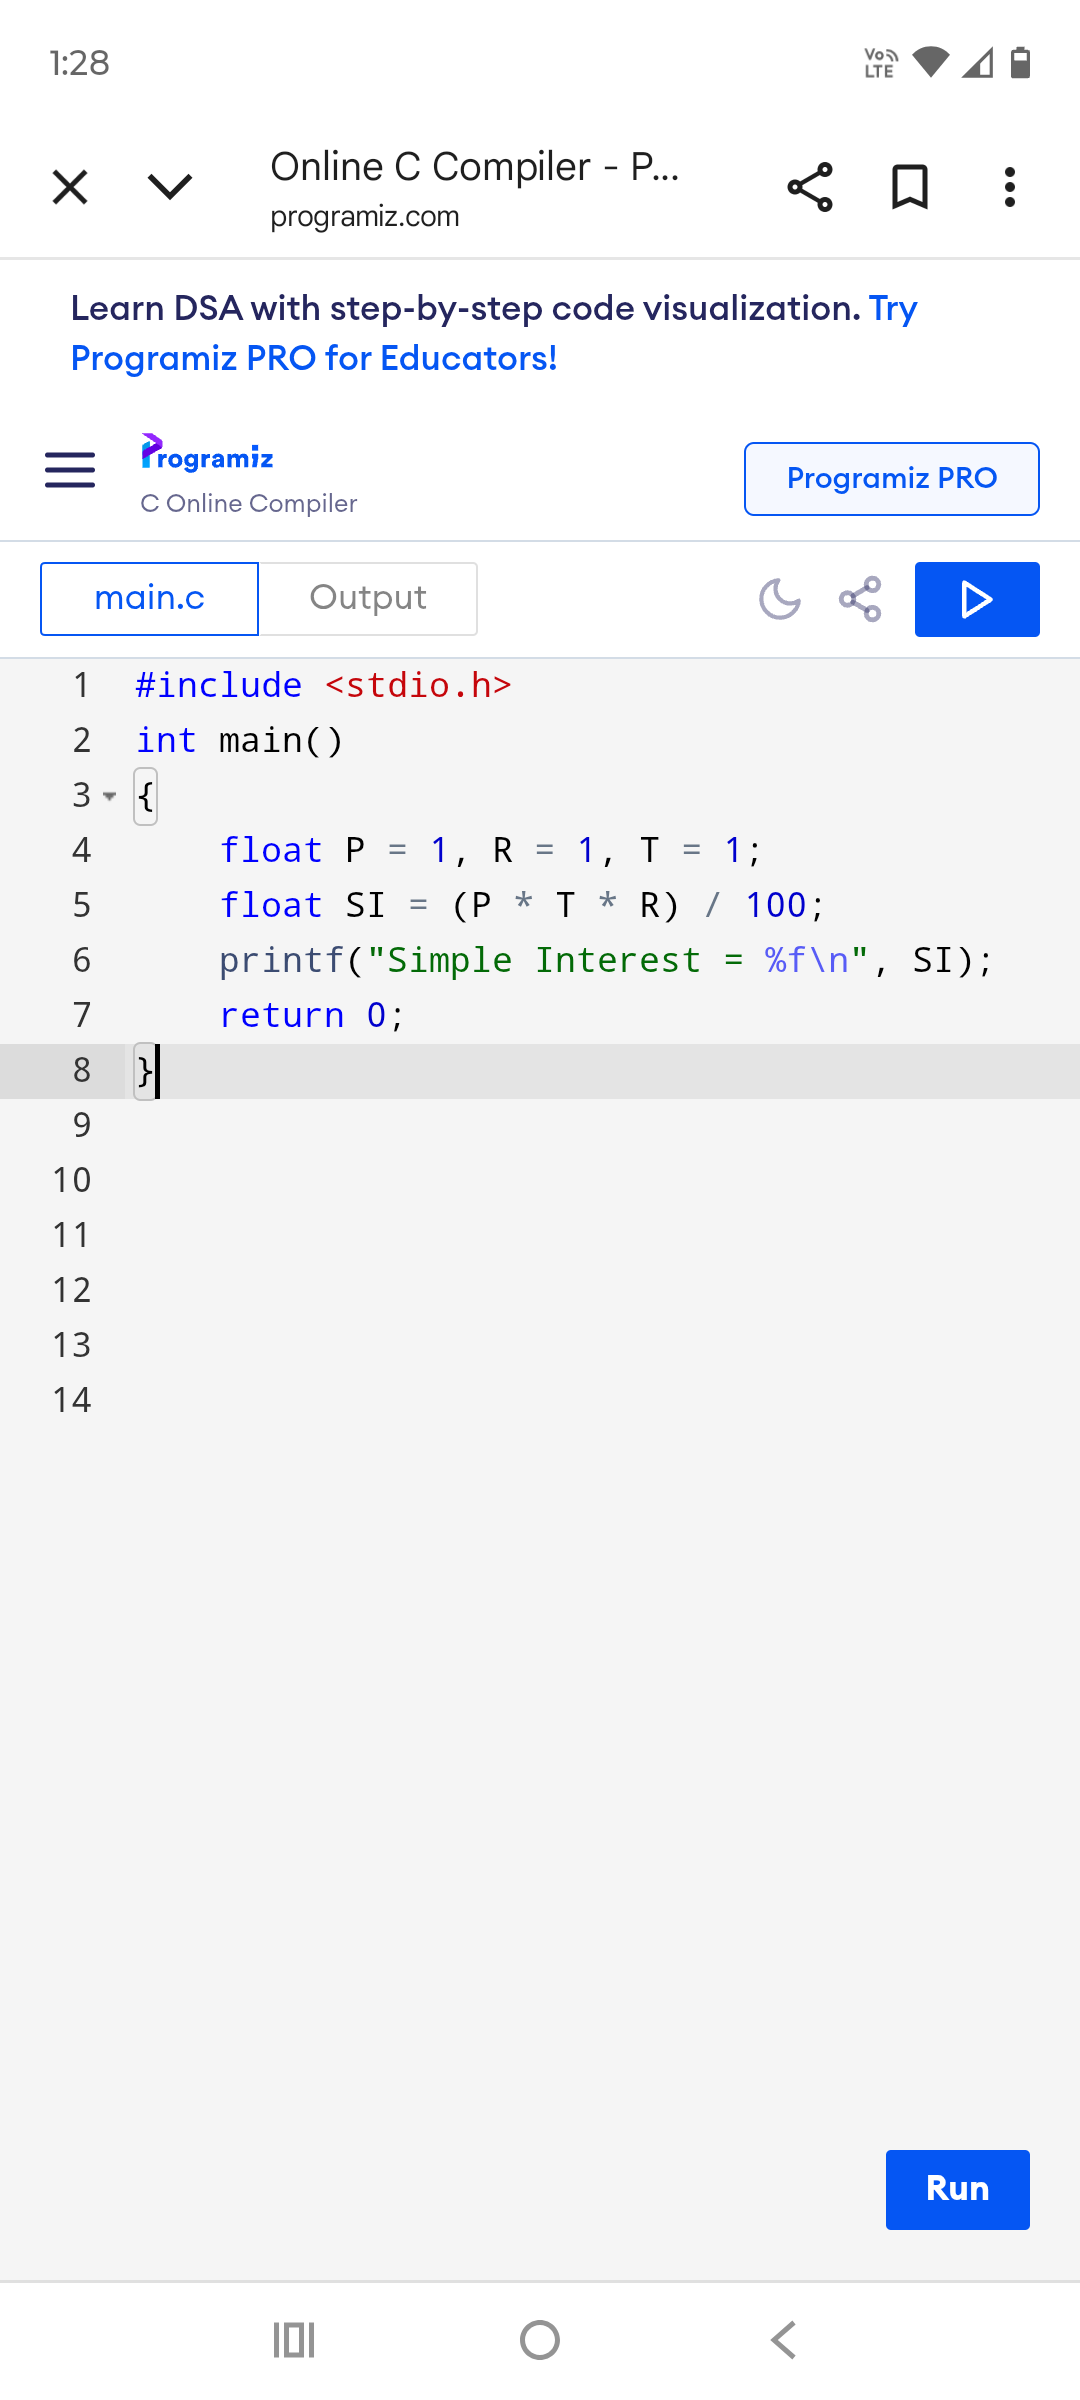 1:28
Vo LTE
Online C Compiler - P...
programiz.com
Learn DSA with step-by-step code visualization. Try
Programiz PRO for Educators!
Programiz
C Online Compiler
Programiz PRO
main.c
Output
1 #include <stdio.h>
2 int main()
3 {
4     float P = 1, R = 1, T = 1;
5     float SI = (P * T * R) / 100;
6     printf("Simple Interest = %f\n", SI);
7     return 0;
8 }
9
10
11
12
13
14
Run